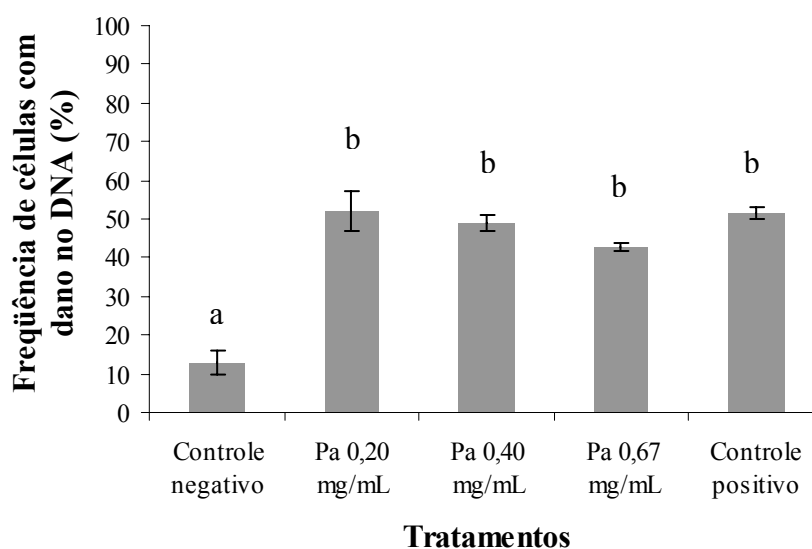 Freqüência de células com
dano no DNA (%)
100
90
80
70
60
50
40
30
20
10
0
a
b
b
b
b
Controle
negativo
Pa 0,20
mg/mL
Pa 0,40
mg/mL
Pa 0,67
mg/mL
Controle
positivo
Tratamentos